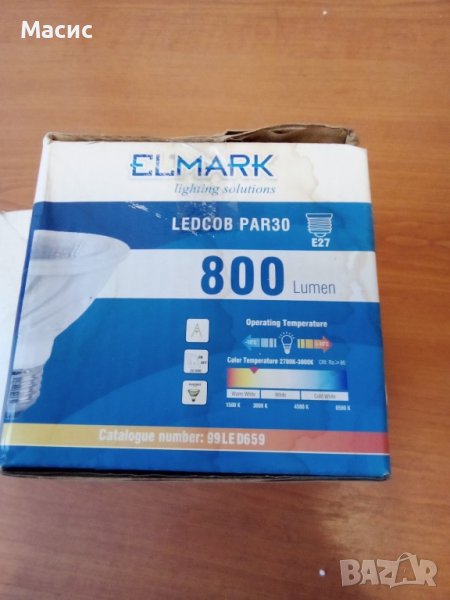 Масис
ELMARK
lighting solutions
LEDCOB PAR30
E27
800 Lumen
A
Operating Temperature
Color Temperature 2700K-3000K
Warm White White Cold White
1500 K 3000 K 4500 K 6500 K
Catalogue number: 99LED659
BAZAR